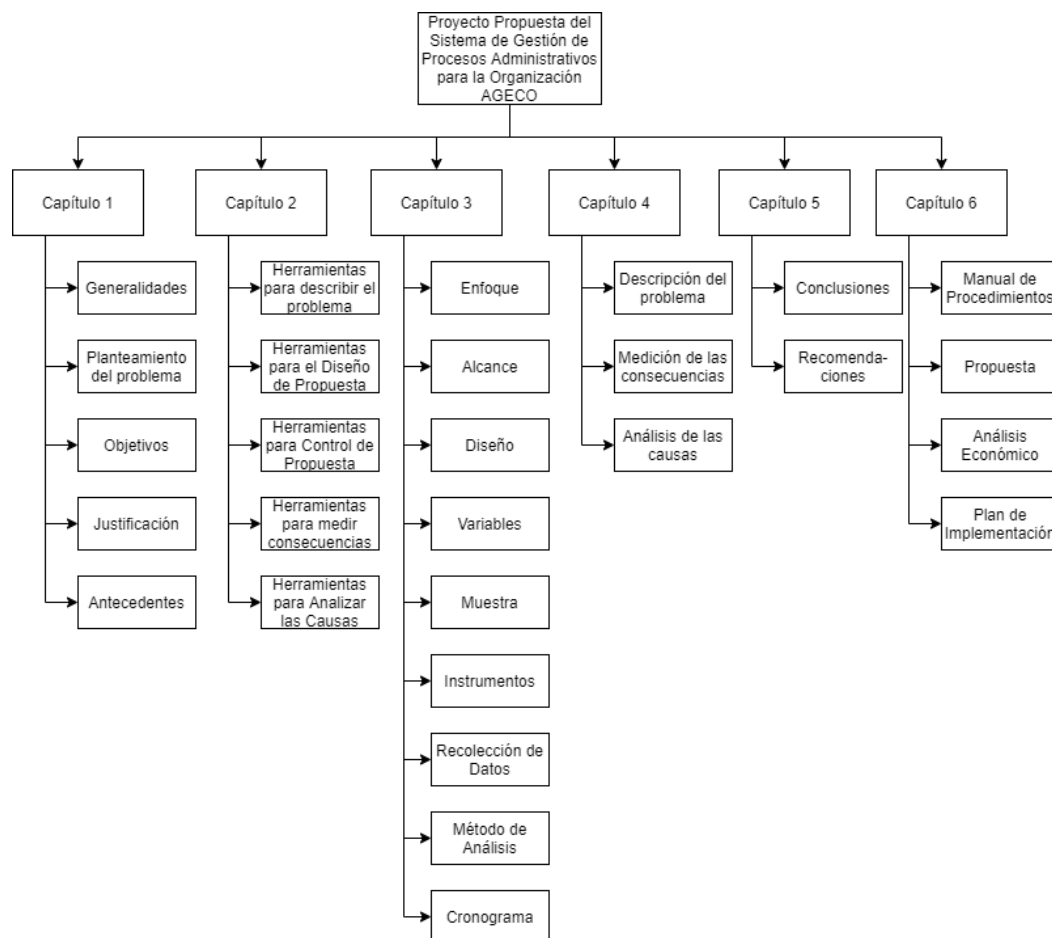 Proyecto Propuesta del
Sistema de Gestión de
Procesos Administrativos
para la Organización
AGECO
Capítulo 1
Capítulo 2
Capítulo 3
Capítulo 4
Capítulo 5
Capítulo 6
Generalidades
Planteamiento
del problema
Objetivos
Justificación
Antecedentes
Herramientas
para describir el
problema
Herramientas
para el Diseño
de Propuesta
Herramientas
para Control de
Propuesta
Herramientas
para medir
consecuencias
Herramientas
para Analizar
las Causas
Enfoque
Alcance
Diseño
Variables
Muestra
Instrumentos
Recolección de
Datos
Método de
Análisis
Cronograma
Descripción del
problema
Medición de las
consecuencias
Análisis de las
causas
Conclusiones
Recomenda-
ciones
Manual de
Procedimientos
Propuesta
Análisis
Económico
Plan de
Implementación